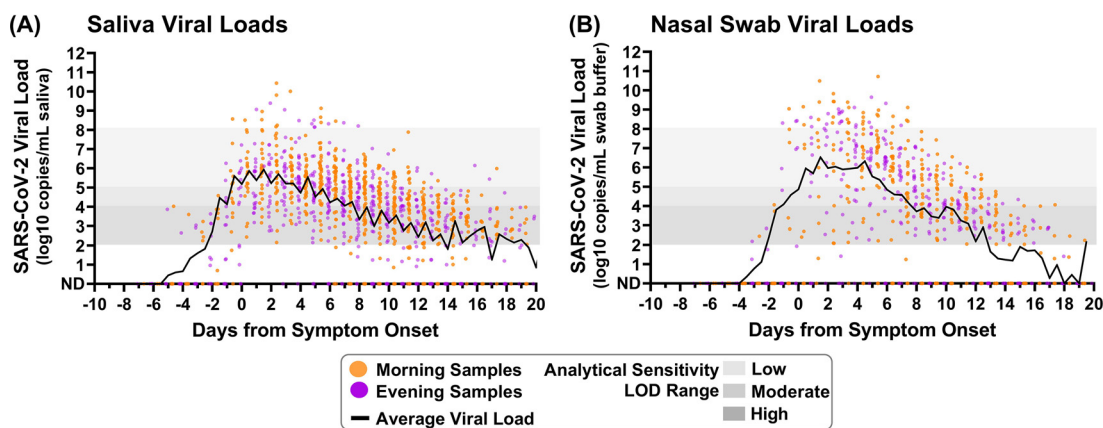 (A) Saliva Viral Loads
SARS-CoV-2 Viral Load
(log10 copies/mL saliva)
12
11
10
9
8
7
6
5
4
3
2
1
ND
-10 -8 -6 -4 -2 0 2 4 6 8 10 12 14 16 18 20
Days from Symptom Onset
(B) Nasal Swab Viral Loads
SARS-CoV-2 Viral Load
(log10 copies/mL swab buffer)
12
11
10
9
8
7
6
5
4
3
2
1
ND
-10 -8 -6 -4 -2 0 2 4 6 8 10 12 14 16 18 20
Days from Symptom Onset
Morning Samples
Evening Samples
Average Viral Load
Analytical Sensitivity
LOD Range
Low
Moderate
High